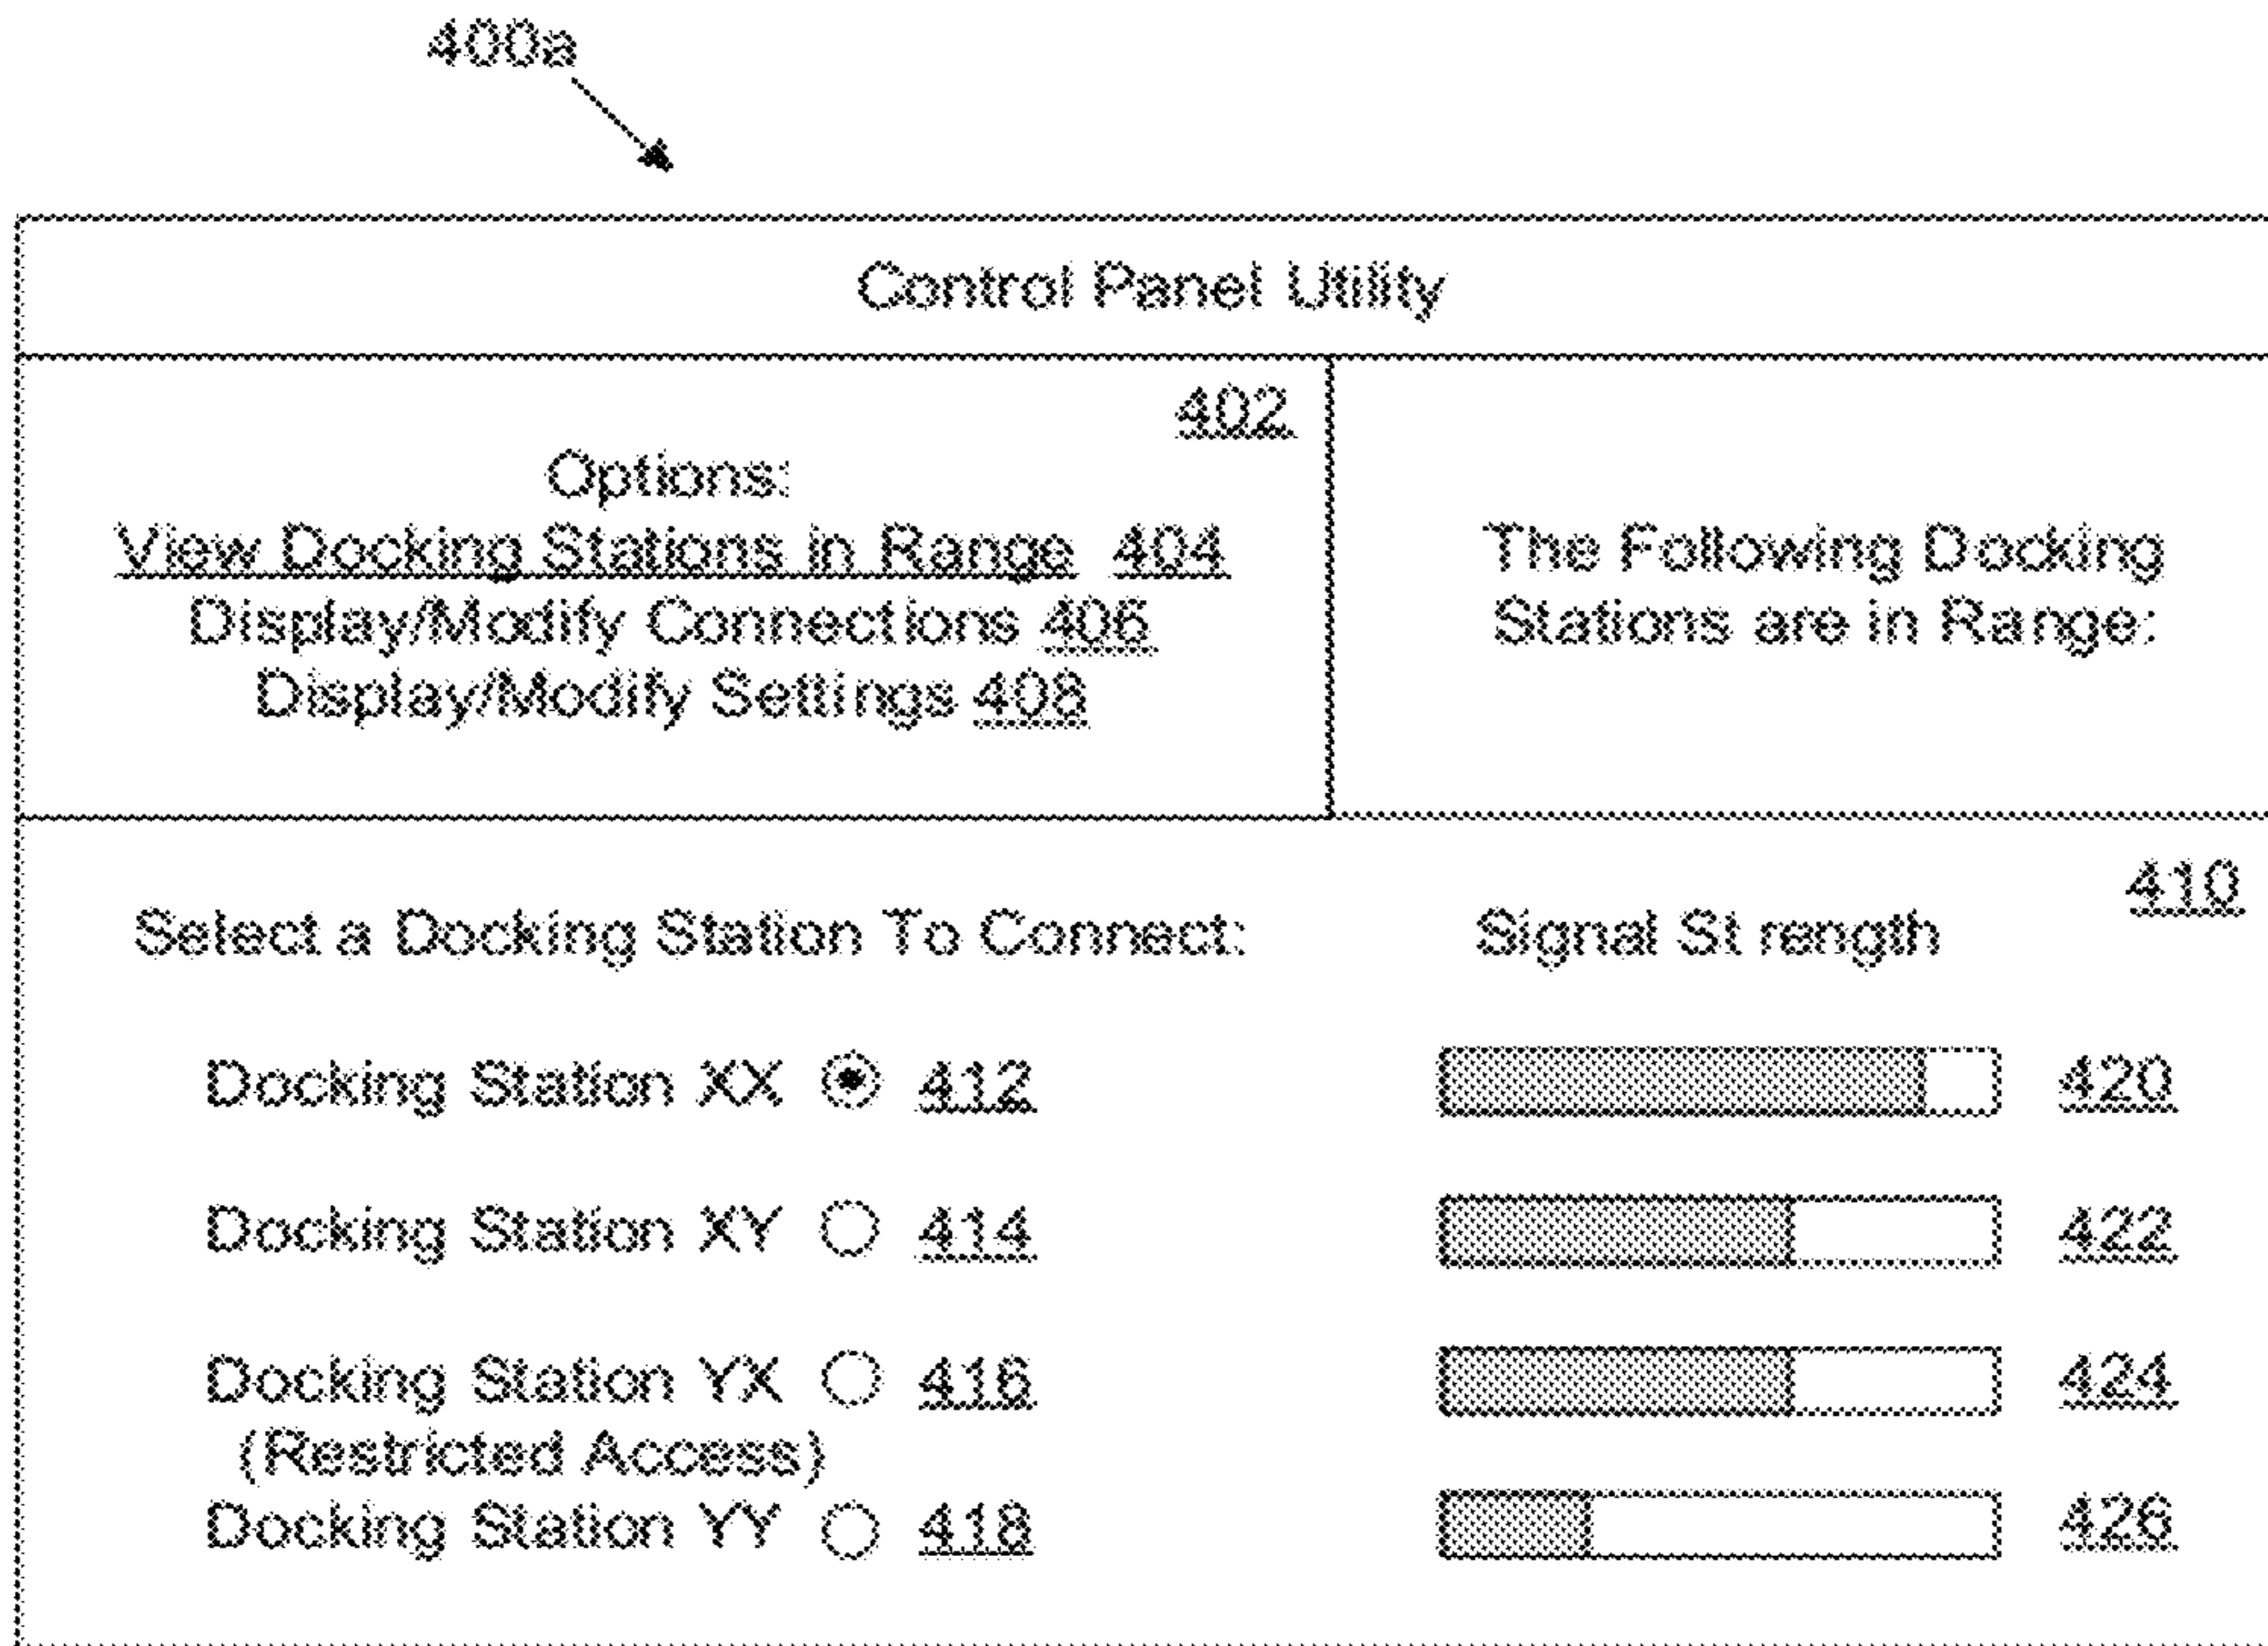 400a
Control Panel Utility
402
Options:
View Docking Stations in Range 404
Display/Modify Connections 406
Display/Modify Settings 408
The Following Docking
Stations are in Range:
410
Select a Docking Station To Connect:
Signal St rength
Docking Station XX 412
420
Docking Station XY 414
422
Docking Station YX 416
424
(Restricted Access)
Docking Station YY 418
426